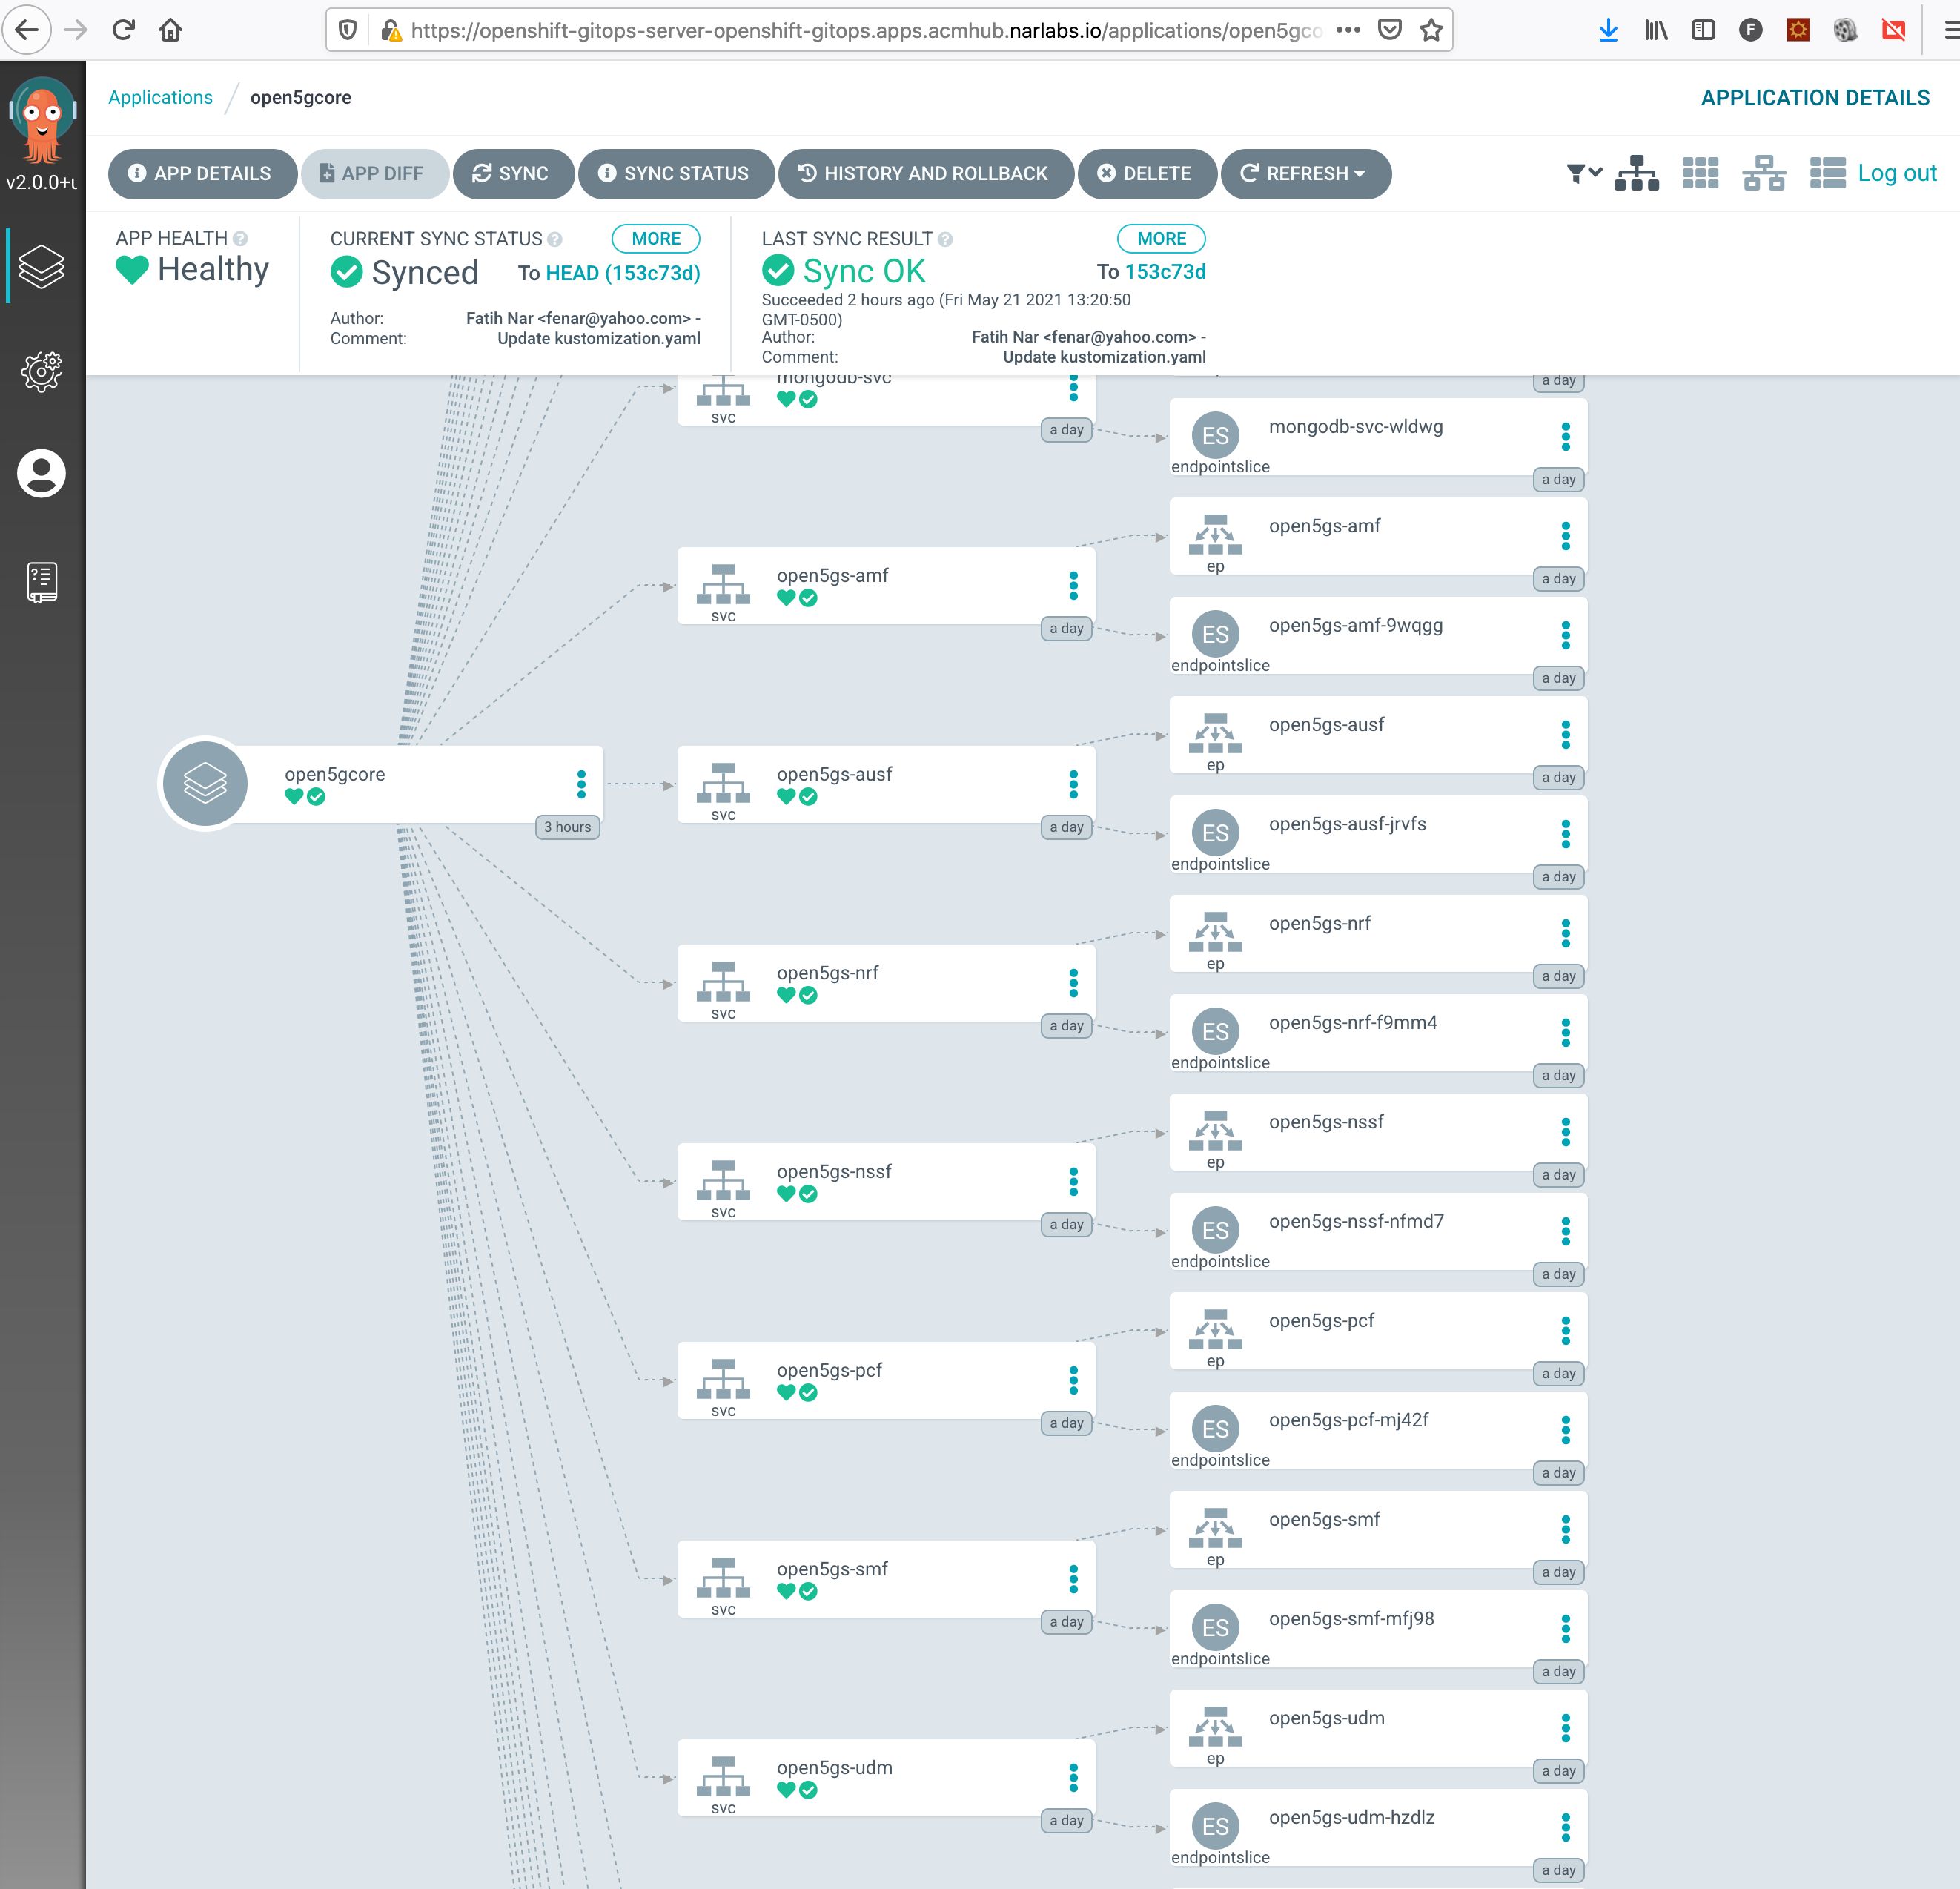 https://openshift-gitops-server-openshift-gitops.apps.acmhub.narlabs.io/applications/open5gco
F
v2.0.0+u
Applications / open5gcore
APPLICATION DETAILS
APP DETAILS
APP DIFF
SYNC
SYNC STATUS
HISTORY AND ROLLBACK
DELETE
REFRESH
Log out
APP HEALTH
Healthy
CURRENT SYNC STATUS
MORE
Synced
To HEAD (153c73d)
Author: Fatih Nar <fenar@yahoo.com> -
Comment: Update kustomization.yaml
LAST SYNC RESULT
MORE
Sync OK
To 153c73d
Succeeded 2 hours ago (Fri May 21 2021 13:20:50
GMT-0500)
Author: Fatih Nar <fenar@yahoo.com> -
Comment: Update kustomization.yaml
open5gcore
3 hours
mongodb-svc
svc
a day
a day
ES
endpointslice
mongodb-svc-wldwg
a day
open5gs-amf
svc
a day
open5gs-amf
ep
a day
ES
endpointslice
open5gs-amf-9wqgg
a day
open5gs-ausf
svc
a day
open5gs-ausf
ep
a day
ES
endpointslice
open5gs-ausf-jrvfs
a day
open5gs-nrf
svc
a day
open5gs-nrf
ep
a day
ES
endpointslice
open5gs-nrf-f9mm4
a day
open5gs-nssf
svc
a day
open5gs-nssf
ep
a day
ES
endpointslice
open5gs-nssf-nfmd7
a day
open5gs-pcf
svc
a day
open5gs-pcf
ep
a day
ES
endpointslice
open5gs-pcf-mj42f
a day
open5gs-smf
svc
a day
open5gs-smf
ep
a day
ES
endpointslice
open5gs-smf-mfj98
a day
open5gs-udm
svc
a day
open5gs-udm
ep
a day
ES
endpointslice
open5gs-udm-hzdlz
a day